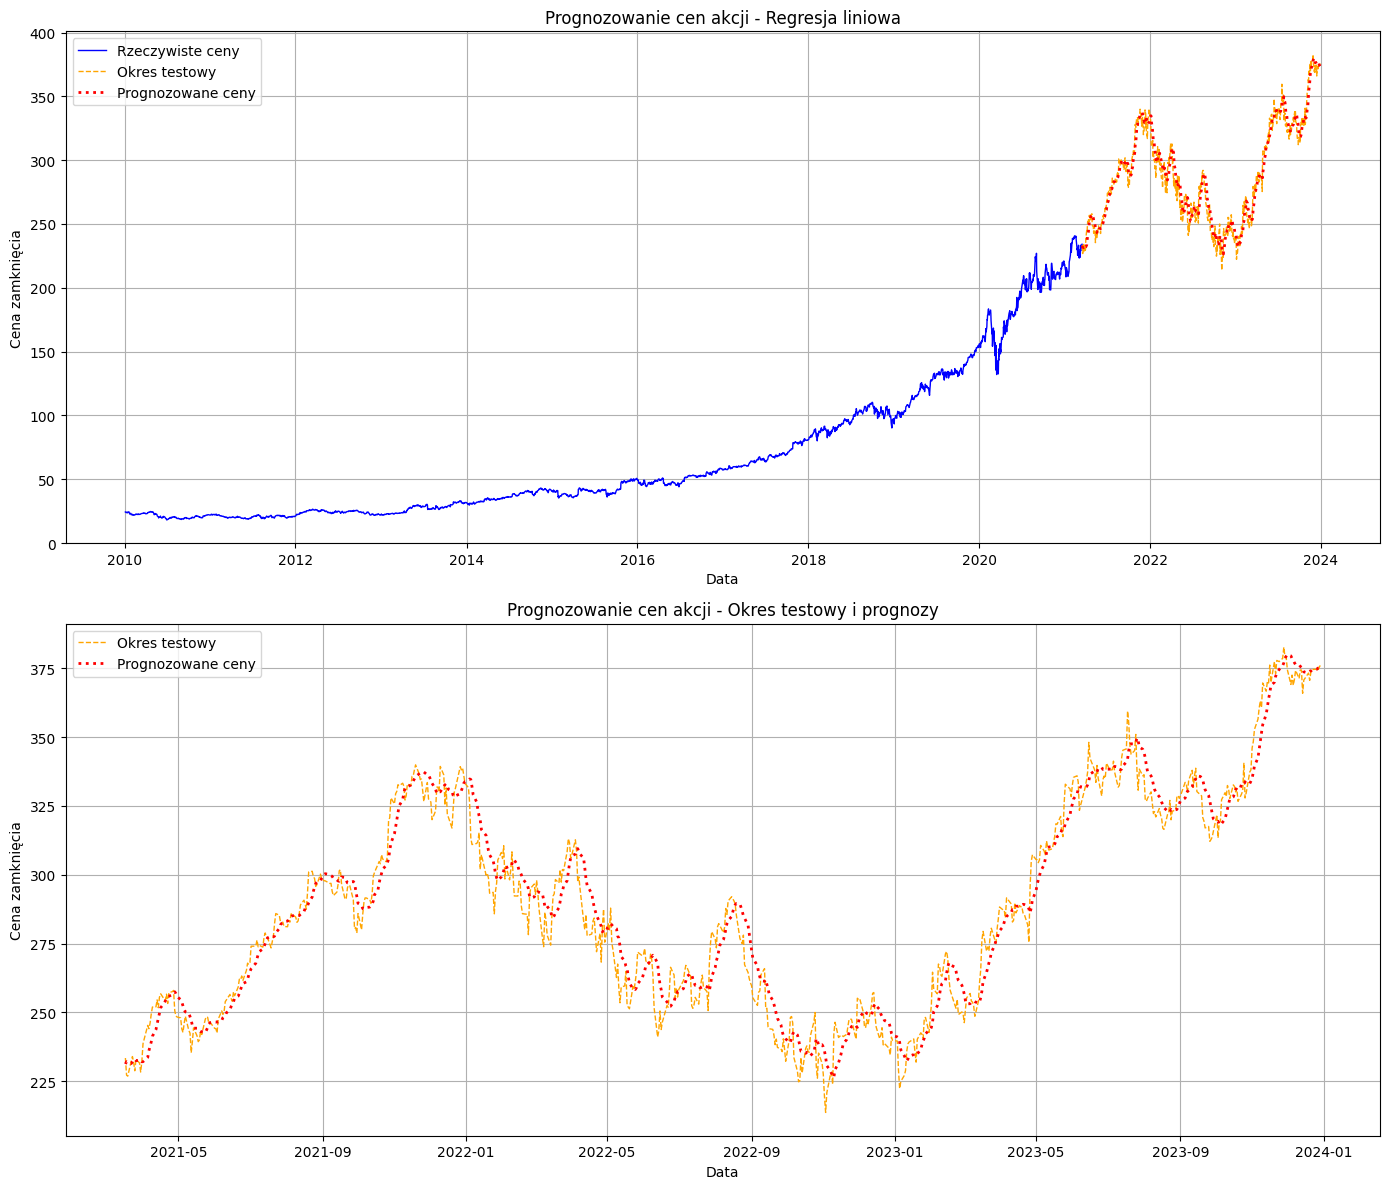 Prognozowanie cen akcji - Regresja liniowa
Rzeczywiste ceny
Okres testowy
Prognozowane ceny
Cena zamknięcia
400
350
300
250
200
150
100
50
0
2010 2012 2014 2016 2018 2020 2022 2024
Data
Prognozowanie cen akcji - Okres testowy i prognozy
Okres testowy
Prognozowane ceny
Cena zamknięcia
375
350
325
300
275
250
225
2021-05 2021-09 2022-01 2022-05 2022-09 2023-01 2023-05 2023-09 2024-01
Data